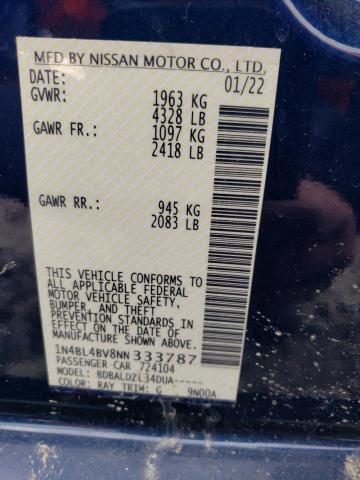 MFD BY NISSAN MOTOR CO., LTD.
DATE: 01/22
GVWR: 1963 KG
4328 LB
GAWR FR: 1097 KG
2418 LB
GAWR RR: 945 KG
2083 LB
THIS VEHICLE CONFORMS TO
ALL APPLICABLE FEDERAL
MOTOR VEHICLE SAFETY,
BUMPER, AND THEFT
PREVENTION STANDARDS IN
EFFECT ON THE DATE OF
MANUFACTURE SHOWN ABOVE.
1N4BL4BV8NN333787
PASSENGER CAR 724104
MODEL: BDBALDZL34DUA-----
COLOR: RAY TRIM: G 9N00A